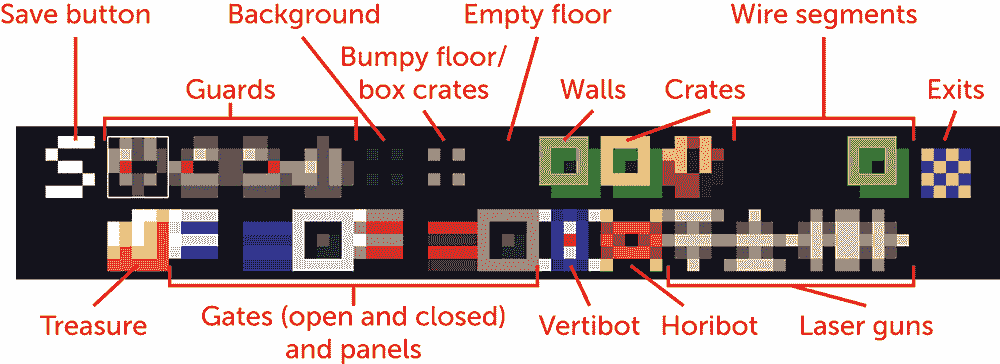 Save button
Background
Empty floor
Wire segments
Bumpy floor/
box crates
Guards
Walls
Crates
Exits
S
Treasure
Gates (open and closed)
and panels
Vertibot
Horibot
Laser guns